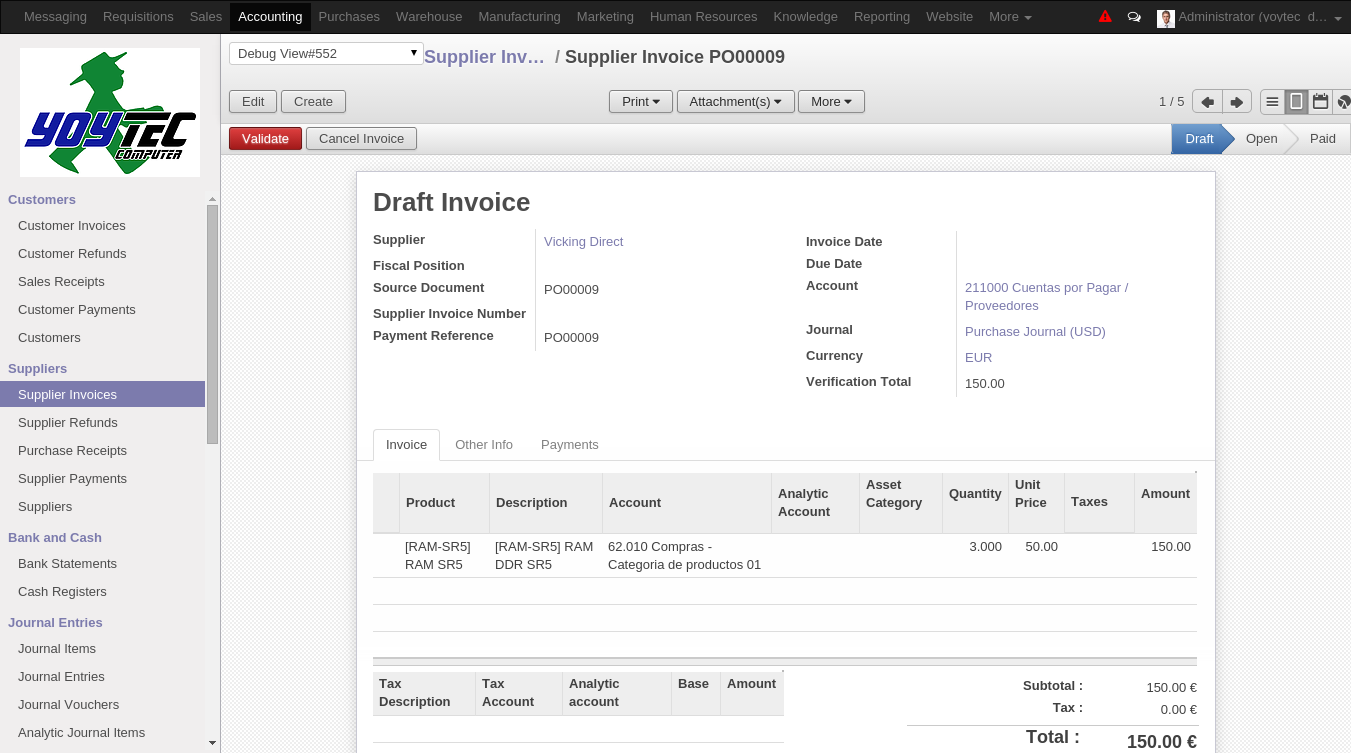 Messaging Requisitions Sales Accounting Purchases Warehouse Manufacturing Marketing Human Resources Knowledge Reporting Website More Administrator (yoytec_d…
YOYTEC
COMPUTER
Debug View#552
Supplier Inv… / Supplier Invoice PO00009
Edit Create
Print Attachment(s) More
1 / 5
Validate Cancel Invoice
Draft Open Paid
Customers
Customer Invoices
Customer Refunds
Sales Receipts
Customer Payments
Customers
Suppliers
Supplier Invoices
Supplier Refunds
Purchase Receipts
Supplier Payments
Suppliers
Bank and Cash
Bank Statements
Cash Registers
Journal Entries
Journal Items
Journal Entries
Journal Vouchers
Analytic Journal Items
Draft Invoice
Supplier Vicking Direct
Fiscal Position
Source Document PO00009
Supplier Invoice Number
Payment Reference PO00009
Invoice Date
Due Date
Account 211000 Cuentas por Pagar /
Proveedores
Journal Purchase Journal (USD)
Currency EUR
Verification Total 150.00
Invoice Other Info Payments
Product Description Account Analytic Account Asset Category Quantity Unit Price Taxes Amount
[RAM-SR5] [RAM-SR5] RAM 62.010 Compras - 3.000 50.00 150.00
RAM SR5 DDR SR5 Categoria de productos 01
Tax Tax Analytic Base Amount
Description Account account
Subtotal : 150.00 €
Tax : 0.00 €
Total : 150.00 €